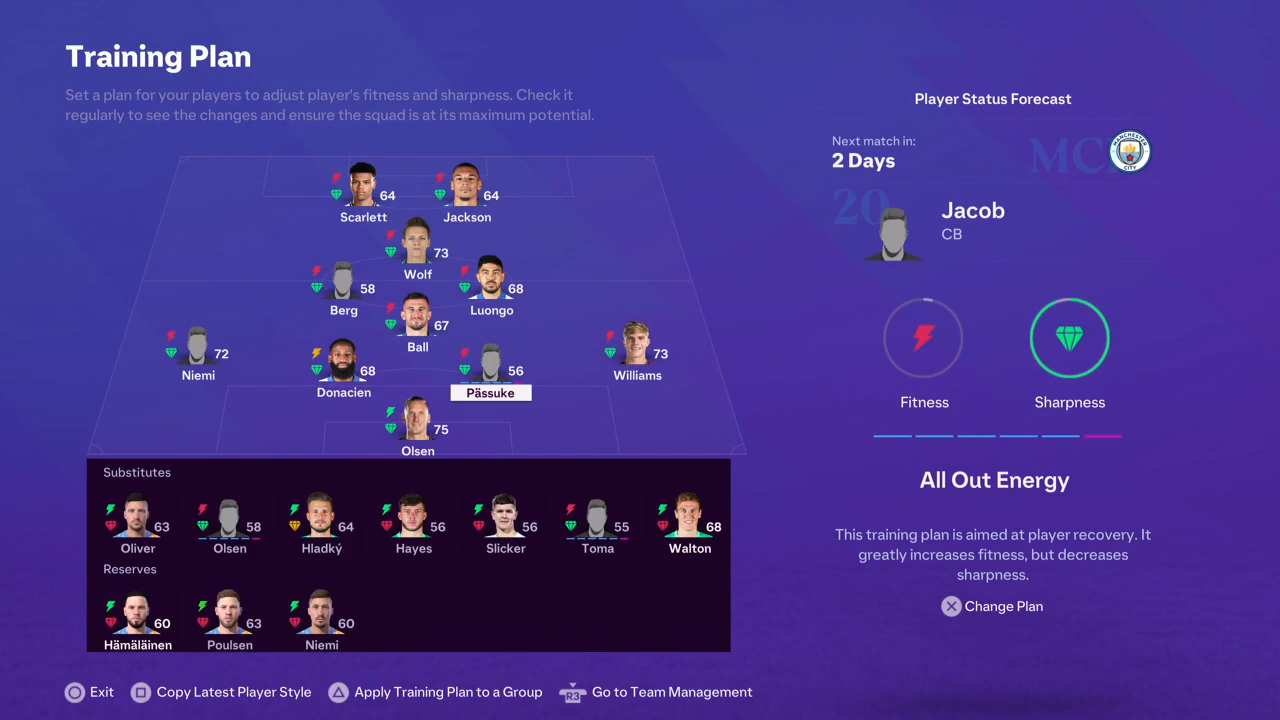 Training Plan
Set a plan for your players to adjust player's fitness and sharpness. Check it
regularly to see the changes and ensure the squad is at its maximum potential.
64
Scarlett
64
Jackson
73
Wolf
58
Berg
68
Luongo
67
Ball
72
Niemi
68
Donacien
56
Pässuke
73
Williams
75
Olsen
Substitutes
63
Oliver
58
Olsen
64
Hladký
56
Hayes
56
Slicker
55
Toma
68
Walton
Reserves
60
Hämäläinen
63
Poulsen
60
Niemi
Player Status Forecast
Next match in:
2 Days
MC
MANCHESTER
CITY
20
Jacob
CB
Fitness
Sharpness
All Out Energy
This training plan is aimed at player recovery. It
greatly increases fitness, but decreases
sharpness.
Change Plan
Exit
Copy Latest Player Style
Apply Training Plan to a Group
R3
Go to Team Management